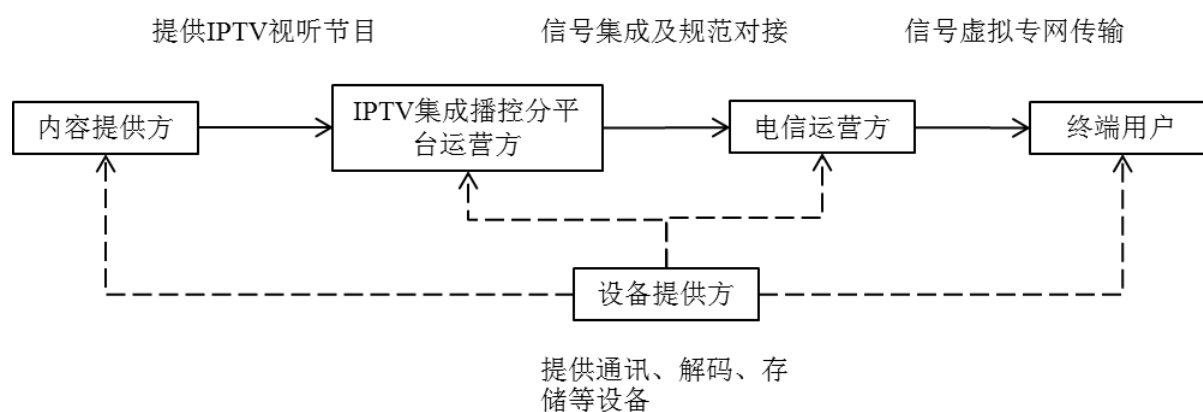 提供IPTV视听节目
信号集成及规范对接
信号虚拟专网传输
内容提供方
IPTV集成播控分平
台运营方
电信运营方
终端用户
设备提供方
提供通讯、解码、存
储等设备